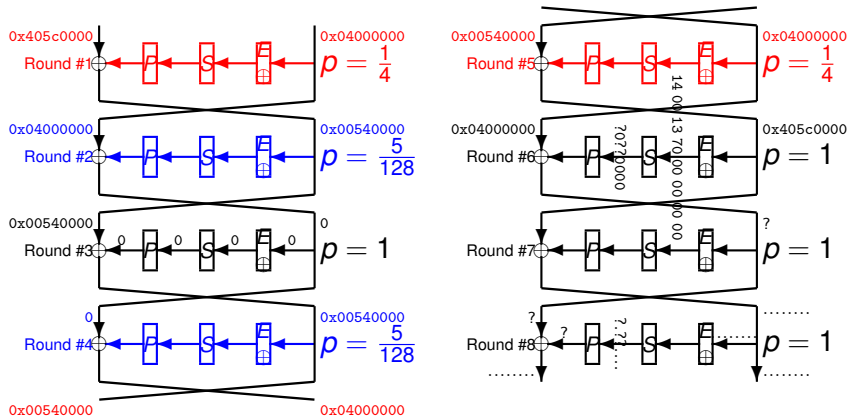 0x405c0000
0x04000000
Round #1
P S E
p = 1/4
0x04000000
0x00540000
Round #2
P S E
p = 5/128
0x00540000
0
Round #3
0 P 0 S 0 E 0
p = 1
0
0x00540000
Round #4
P S E
p = 5/128
0x00540000
0x04000000
0x00540000
0x04000000
Round #5
P S E
p = 1/4
14 00 13 70 00 00 00 00
0x04000000
?0??0000
0x405c0000
Round #6
P S E
p = 1
?
Round #7
P S E
p = 1
........
?
?.??....
Round #8
? P S E ........
p = 1
........
........